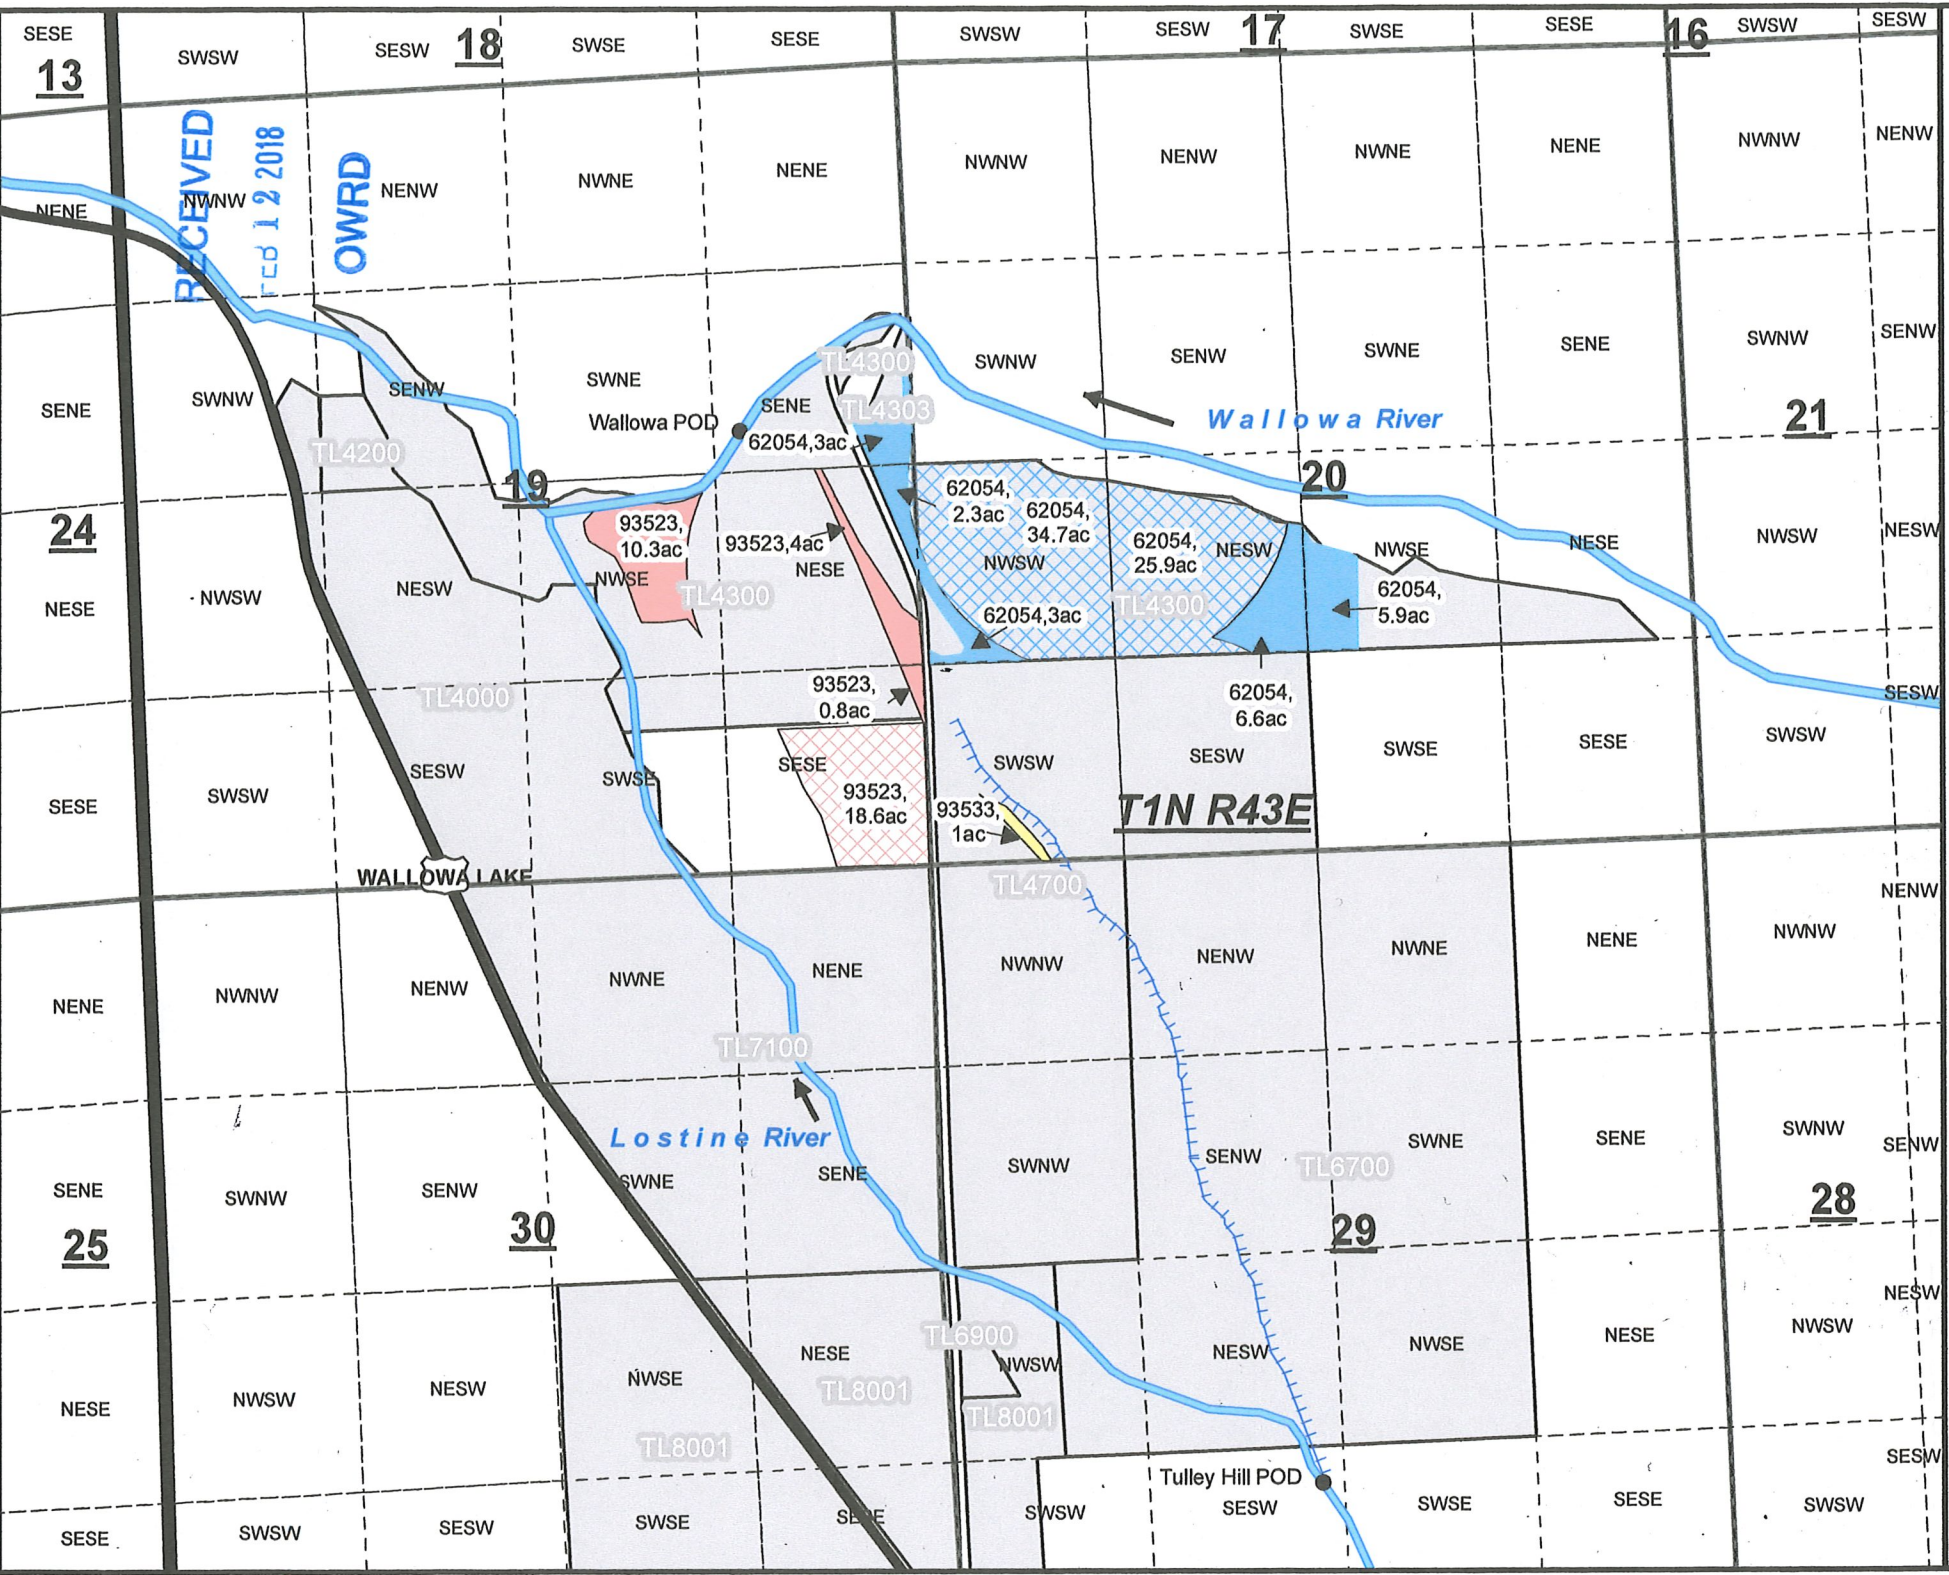 SESE
SWSW
SESW
18
SWSE
SESE
SWSW
SESW
17
SWSE
SESE
16
SWSW
SESW
13
RECEIVED
FEB 12 2018
OWRD
NENE
NWNW
NENW
NWNE
NENE
NWNW
NENW
NWNE
NENE
NWNW
NENW
SENE
SWNW
SENW
SWNE
SENE
TL4300
TL4303
SWNW
SENW
SWNE
SENE
SWNW
SENW
Wallowa River
21
Wallowa POD
62054,3ac
TL4200
19
20
24
93523,
10.3ac
93523,4ac
62054,
2.3ac
62054,
34.7ac
62054,
25.9ac
NESE
NWSW
NESW
NWSE
TL4300
NESE
NWSW
TL4300
NESW
NWSE
NESE
NWSW
NESW
62054,3ac
62054,
5.9ac
TL4000
93523,
0.8ac
62054,
6.6ac
SESW
SESE
SWSW
SESW
SWSE
SESE
SWSW
SESW
SWSE
SESE
SWSW
93523,
18.6ac
93533,
1ac
T1N R43E
WALLOWA LAKE
TL4700
NENW
NENE
NWNW
NENW
NWNE
NENE
NWNW
NENW
NWNE
NENE
NWNW
TL7100
Lostine River
SENE
SWNW
SENW
SWNE
SENE
SWNW
SENW
TL6700
SWNE
SENE
SWNW
SENW
25
30
29
28
NESW
TL6900
NESE
NWSW
NESW
NWSE
NESE
NWSW
NESW
NWSE
NESE
NWSW
TL8001
TL8001
TL8001
SESW
Tulley Hill POD
SESE
SWSW
SESW
SWSE
SESE
SWSW
SESW
SWSE
SESE
SWSW